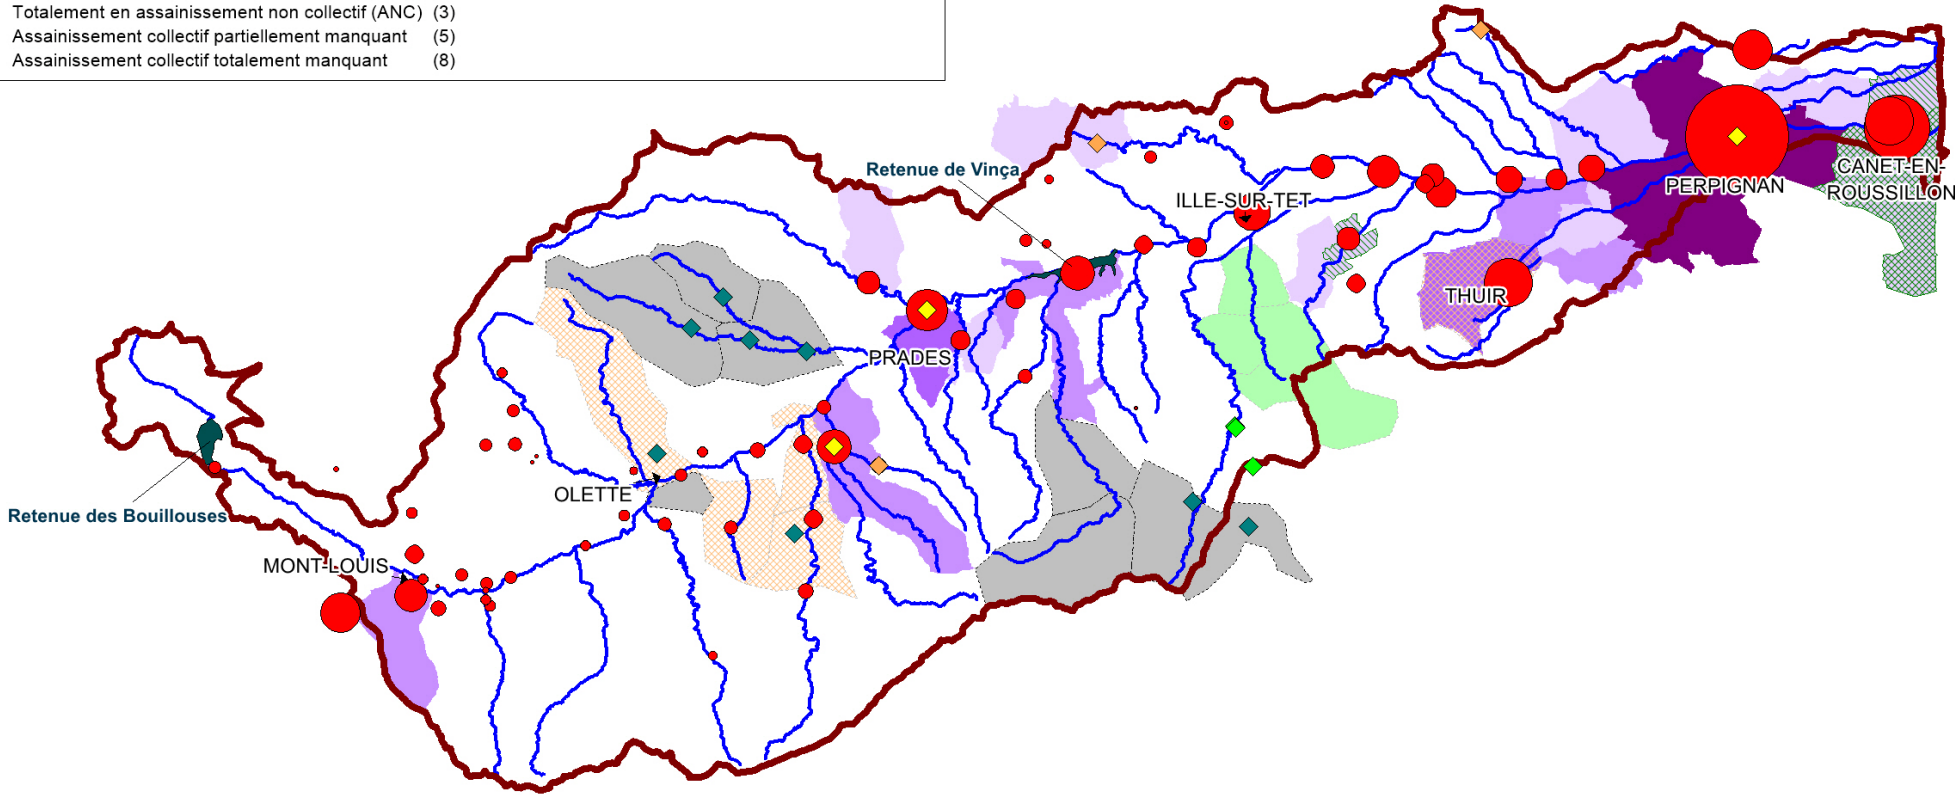 Totalement en assainissement non collectif (ANC) (3)
Assainissement collectif partiellement manquant (5)
Assainissement collectif totalement manquant (8)
Retenue de Vinça
ILLE-SUR-TET
PERPIGNAN
CANET-EN-
ROUSSILLON
THUIR
PRADES
OLETTE
Retenue des Bouillouses
MONT-LOUIS